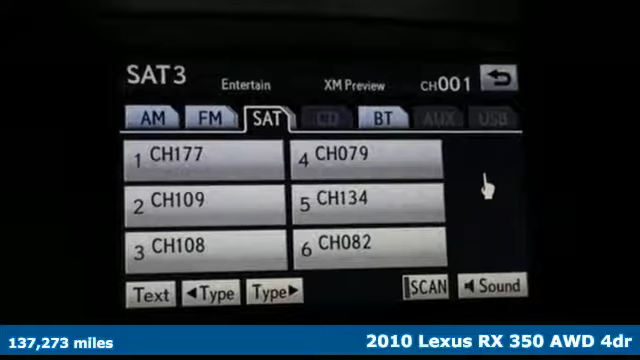 SAT3 Entertain XM Preview CH001
AM FM SAT CD BT AUX USB
1 CH177 4 CH079
2 CH109 5 CH134
3 CH108 6 CH082
Text ◄Type Type► SCAN Sound
137,273 miles 2010 Lexus RX 350 AWD 4dr